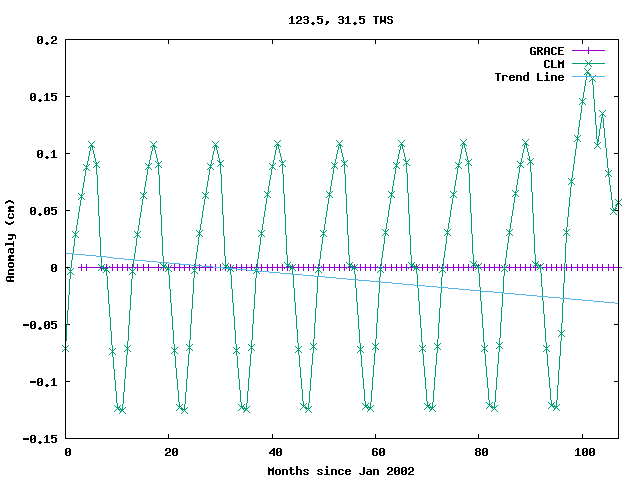 123.5, 31.5 TWS
GRACE
CLM
Trend Line
0.2
0.15
0.1
0.05
0
-0.05
-0.1
-0.15
Anomaly (cm)
0 20 40 60 80 100
Months since Jan 2002